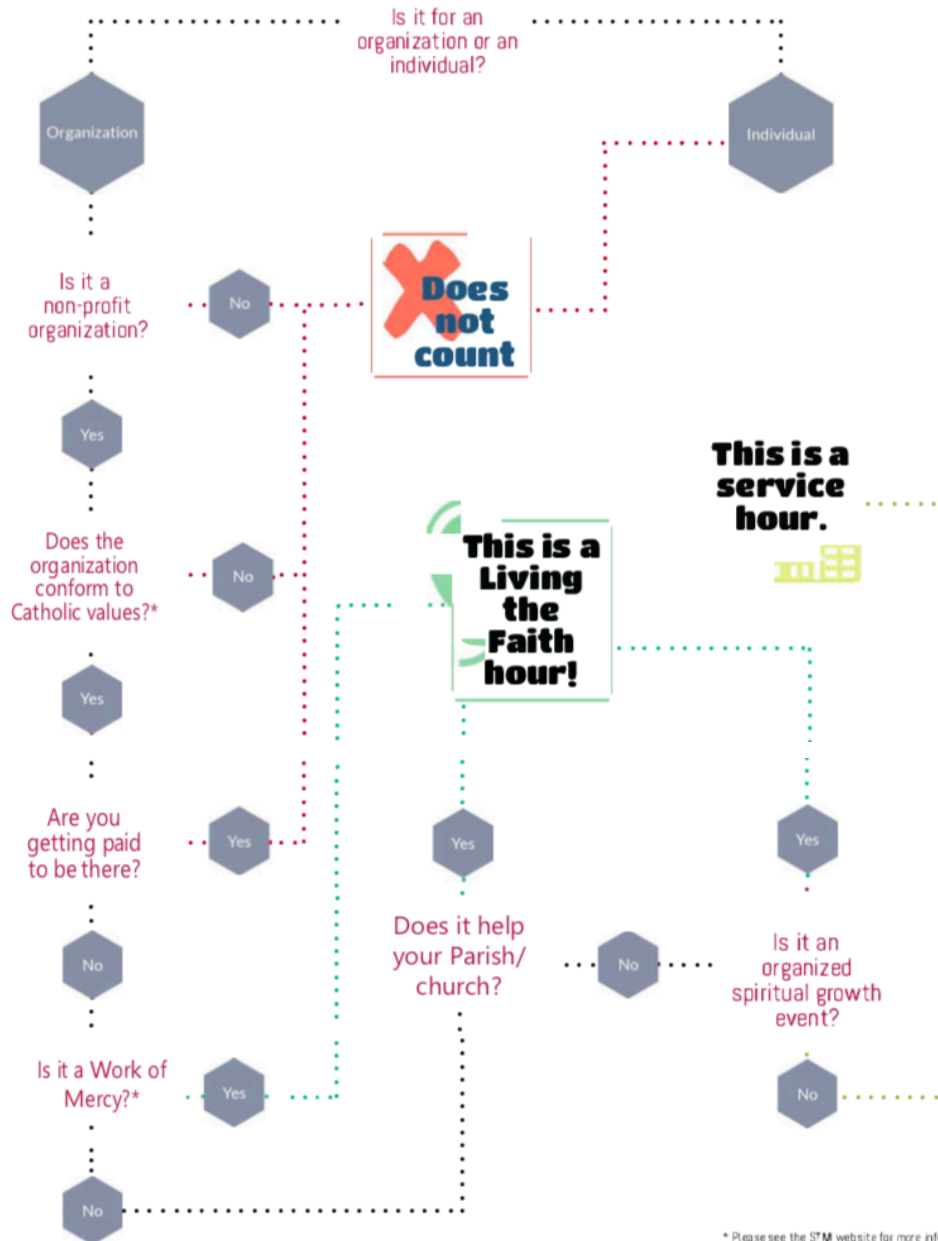 Is it for an
organization or an
individual?
Organization
Individual
Is it a
non-profit
organization?
No
Does
not
count
Yes
This is a
service
hour.
Does the
organization
conform to
Catholic values?*
No
This is a
Living
the
Faith
hour!
Yes
Are you
getting paid
to be there?
Yes
Yes
Yes
No
Does it help
your Parish/
church?
No
Is it an
organized
spiritual growth
event?
Is it a Work of
Mercy?*
Yes
No
No
* Please see the STM website for more info